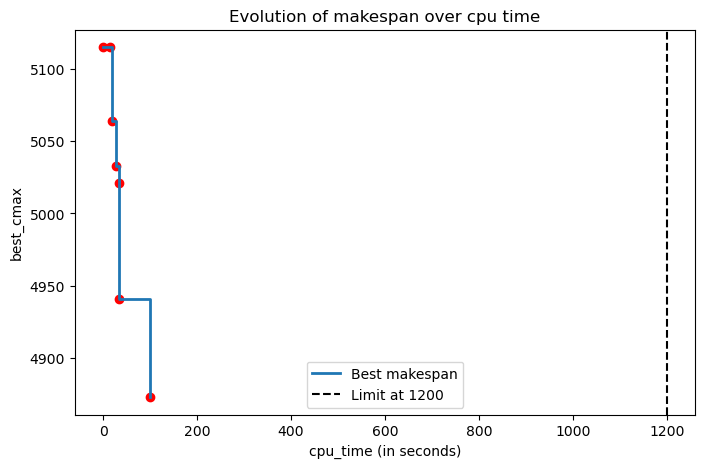 Evolution of makespan over cpu time
5100
5050
5000
4950
4900
best_cmax
Best makespan
Limit at 1200
0
200
400
600
800
1000
1200
cpu_time (in seconds)